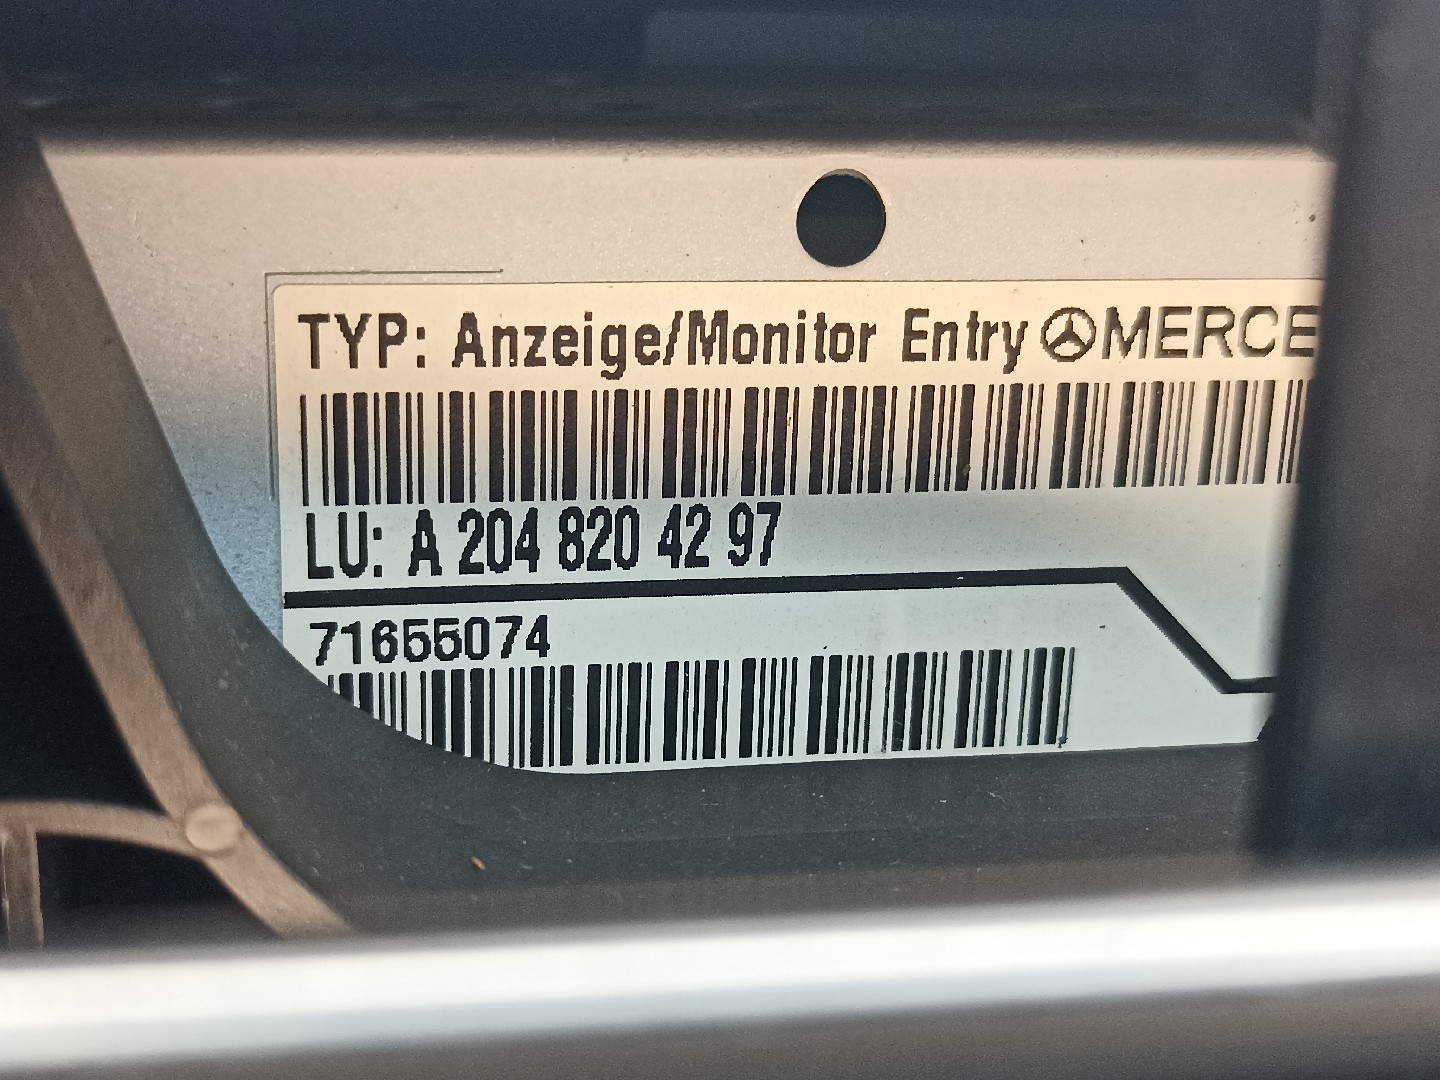 TYP: Anzeige/Monitor Entry MERCE
LU: A 204 820 42 97
71655074